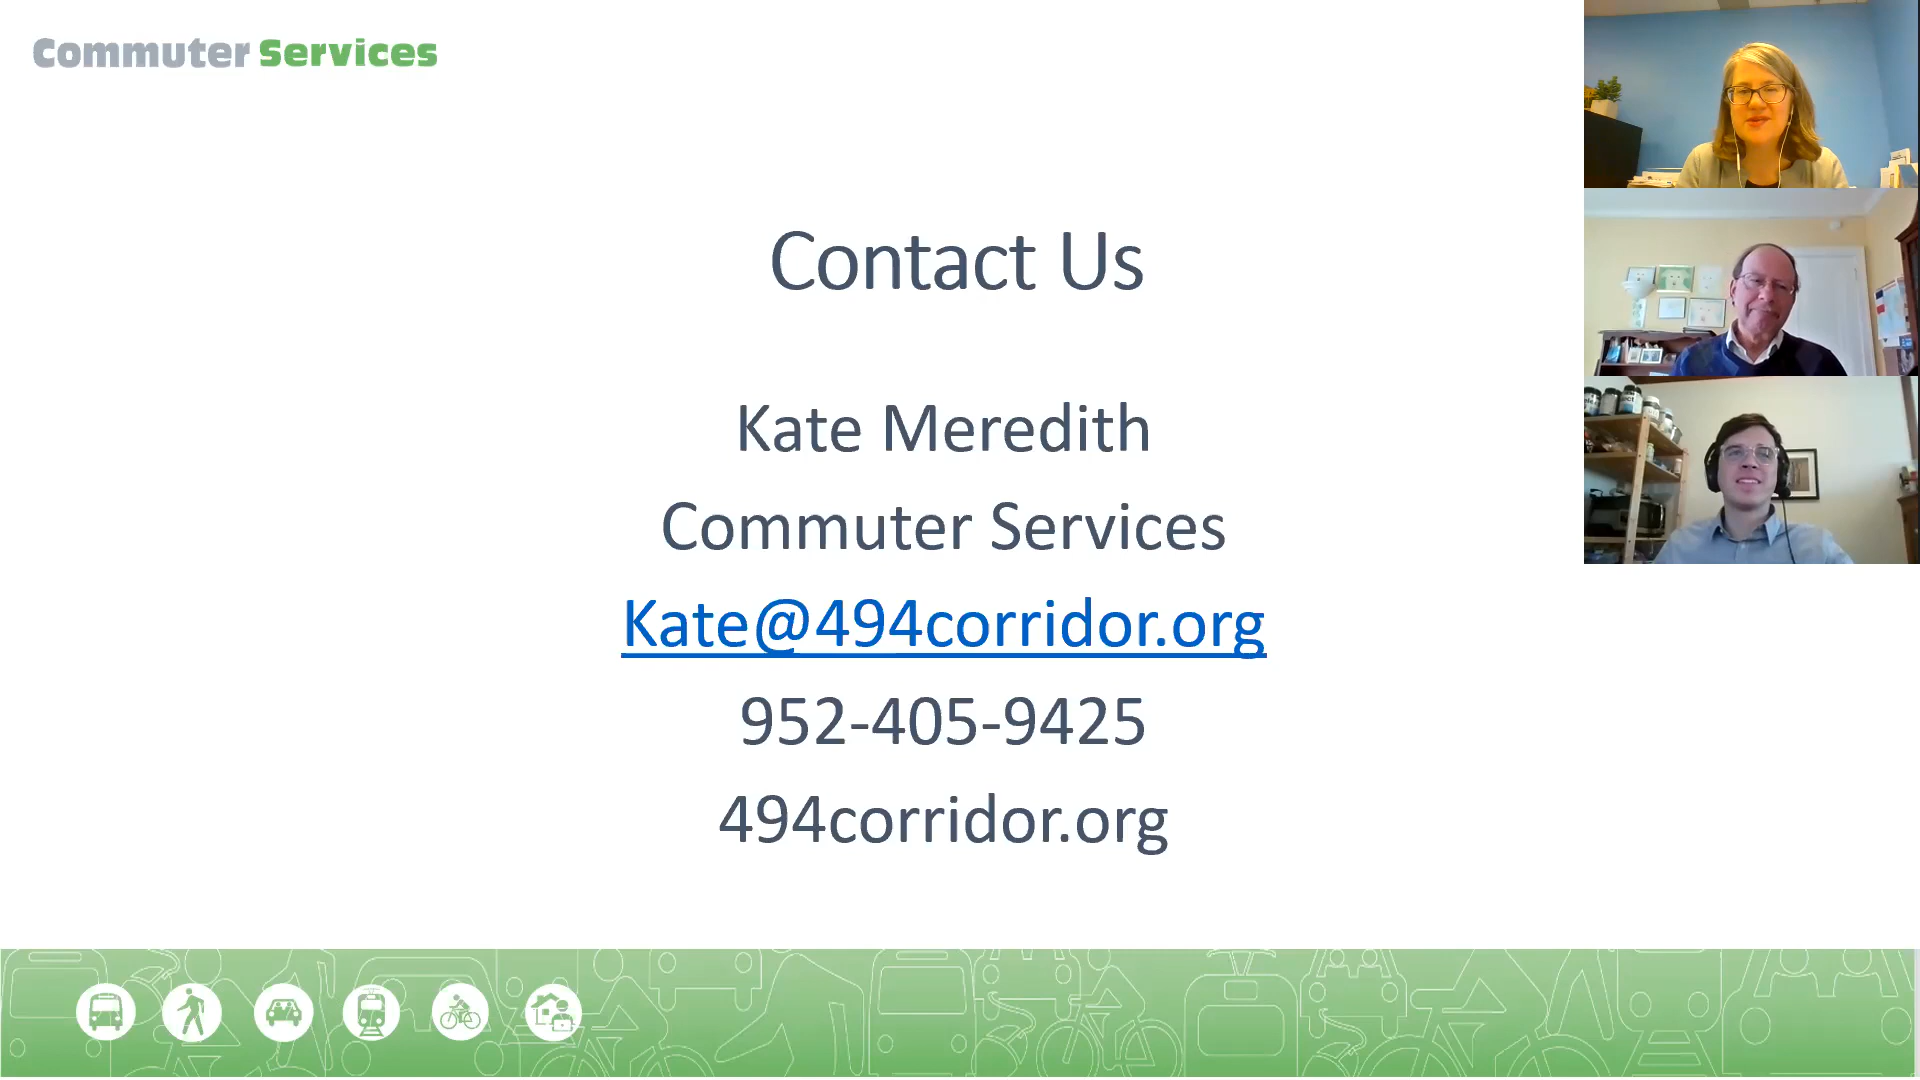 Commuter Services
Contact Us
Kate Meredith
Commuter Services
Kate@494corridor.org
952-405-9425
494corridor.org